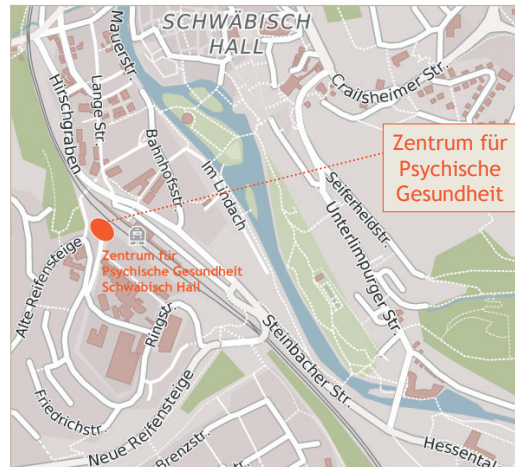 SCHWÄBISCH
HALL
Mauerstr.
Crailsheimer Str.
Hirschgraben
Lange Str.
Bahnhofsstr.
Im Lindach
Zentrum für
Psychische
Gesundheit
Seiferheldstr.
Unterlimpurger Str.
Alte Reifensteige
Zentrum für
Psychische Gesundheit
Schwäbisch Hall
Ringstr.
Steinbacher Str.
Friedrichstr.
Neue Reifensteige
Brenzstr.